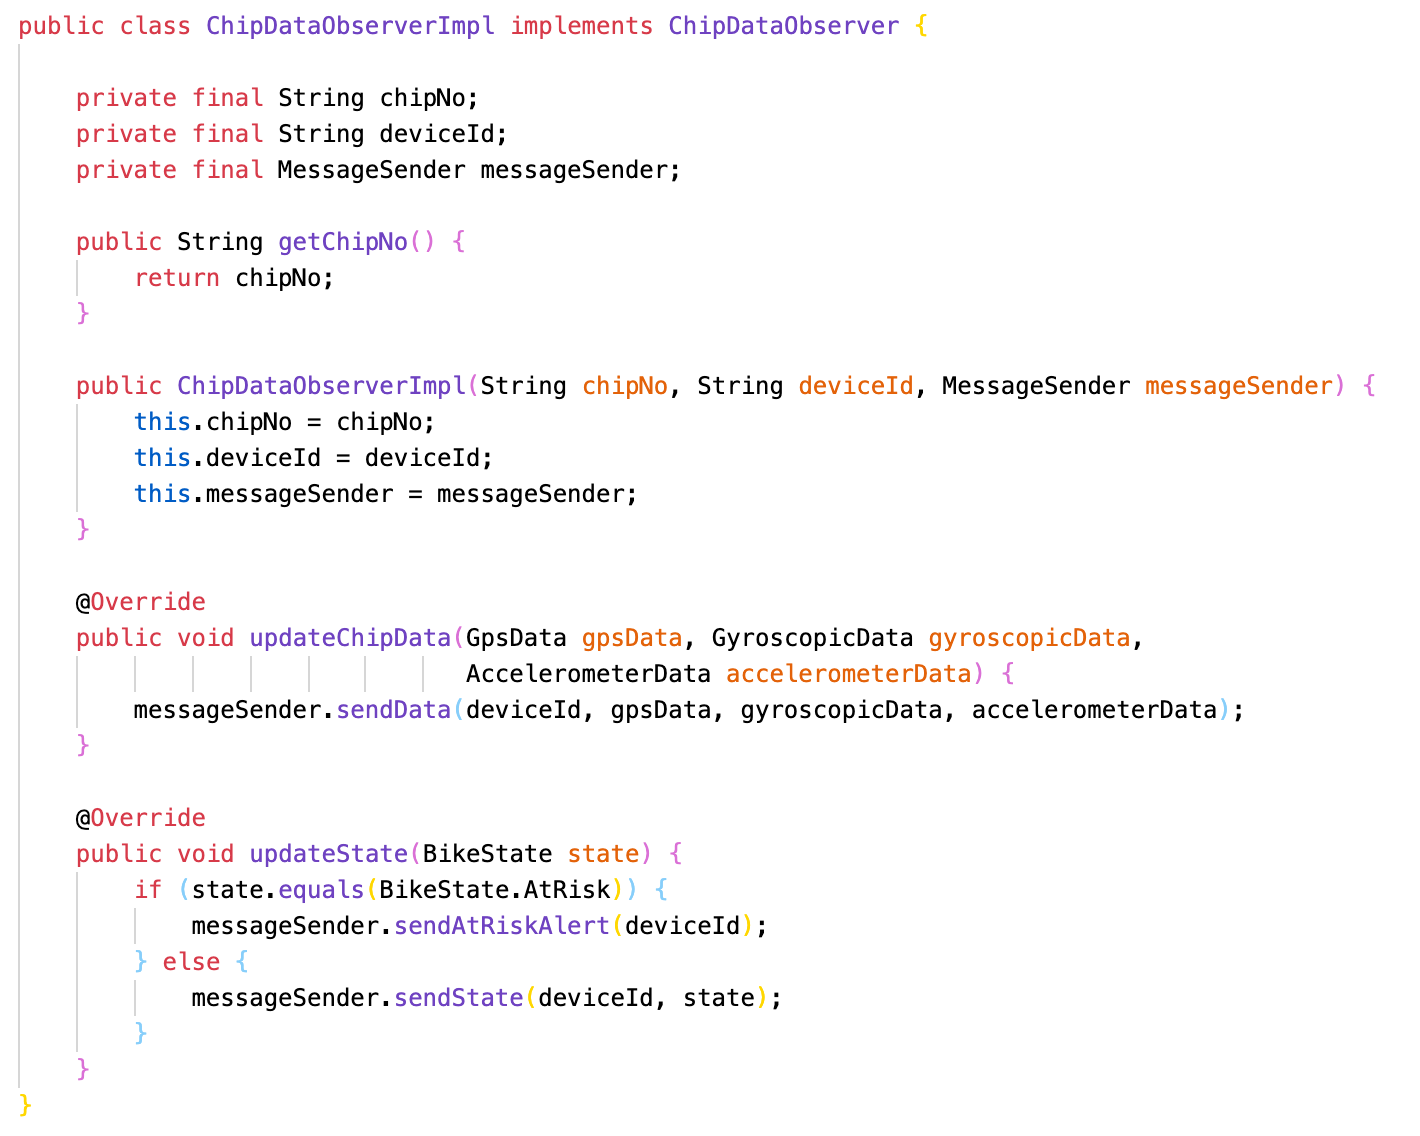 public class ChipDataObserverImpl implements ChipDataObserver {
private final String chipNo;
private final String deviceId;
private final MessageSender messageSender;
public String getChipNo() {
return chipNo;
}
public ChipDataObserverImpl(String chipNo, String deviceId, MessageSender messageSender) {
this.chipNo = chipNo;
this.deviceId = deviceId;
this.messageSender = messageSender;
}
@Override
public void updateChipData(GpsData gpsData, GyroscopicData gyroscopicData,
AccelerometerData accelerometerData) {
messageSender.sendData(deviceId, gpsData, gyroscopicData, accelerometerData);
}
@Override
public void updateState(BikeState state) {
if (state.equals(BikeState.AtRisk)) {
messageSender.sendAtRiskAlert(deviceId);
} else {
messageSender.sendState(deviceId, state);
}
}
}